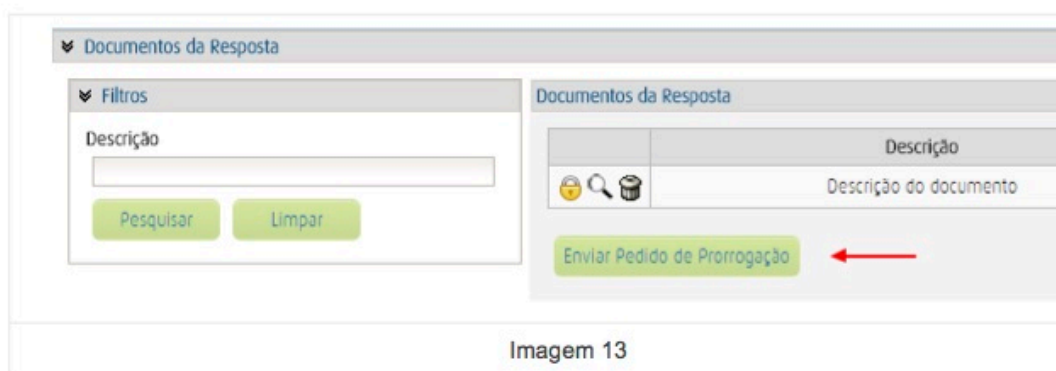 Documentos da Resposta
Filtros
Descrição
Pesquisar
Limpar
Documentos da Resposta
Descrição
Descrição do documento
Enviar Pedido de Prorrogação
Imagem 13